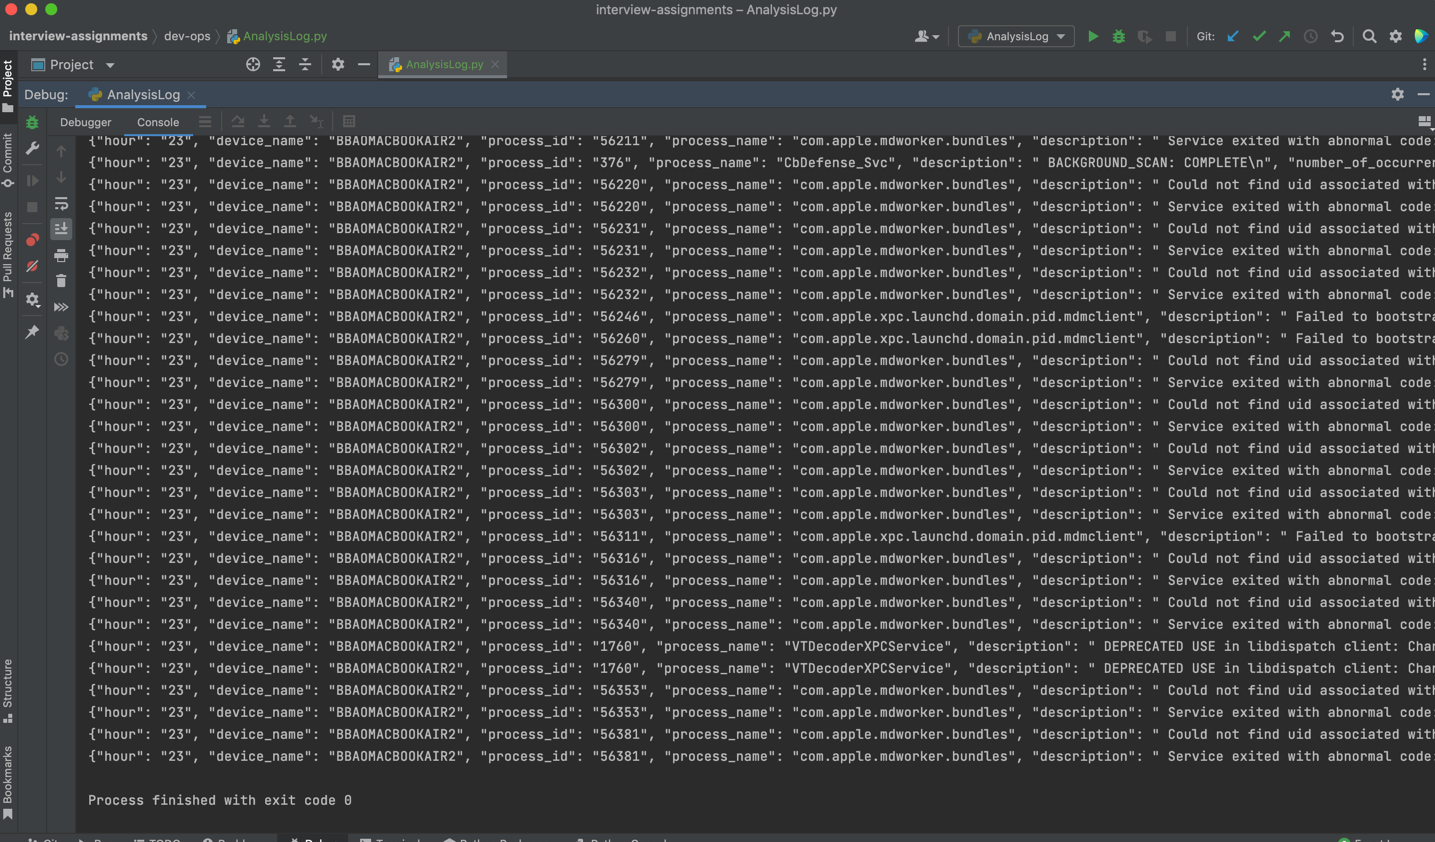 interview-assignments – AnalysisLog.py
interview-assignments dev-ops AnalysisLog.py AnalysisLog Git:
Project AnalysisLog.py
Debug: AnalysisLog
Debugger Console
Project
Commit
Pull Requests
Structure
Bookmarks
{"hour": "23", "device_name": "BBAOMACBOOKAIR2", "process_id": "56211", "process_name": "com.apple.mdworker.bundles", "description": " Service exited with abnormal code:
{"hour": "23", "device_name": "BBAOMACBOOKAIR2", "process_id": "376", "process_name": "CbDefense_Svc", "description": " BACKGROUND_SCAN: COMPLETE\n", "number_of_occurre
{"hour": "23", "device_name": "BBAOMACBOOKAIR2", "process_id": "56220", "process_name": "com.apple.mdworker.bundles", "description": " Could not find uid associated with
{"hour": "23", "device_name": "BBAOMACBOOKAIR2", "process_id": "56220", "process_name": "com.apple.mdworker.bundles", "description": " Service exited with abnormal code:
{"hour": "23", "device_name": "BBAOMACBOOKAIR2", "process_id": "56231", "process_name": "com.apple.mdworker.bundles", "description": " Could not find uid associated with
{"hour": "23", "device_name": "BBAOMACBOOKAIR2", "process_id": "56231", "process_name": "com.apple.mdworker.bundles", "description": " Service exited with abnormal code:
{"hour": "23", "device_name": "BBAOMACBOOKAIR2", "process_id": "56232", "process_name": "com.apple.mdworker.bundles", "description": " Could not find uid associated with
{"hour": "23", "device_name": "BBAOMACBOOKAIR2", "process_id": "56232", "process_name": "com.apple.mdworker.bundles", "description": " Service exited with abnormal code:
{"hour": "23", "device_name": "BBAOMACBOOKAIR2", "process_id": "56246", "process_name": "com.apple.xpc.launchd.domain.pid.mdmclient", "description": " Failed to bootstra
{"hour": "23", "device_name": "BBAOMACBOOKAIR2", "process_id": "56260", "process_name": "com.apple.xpc.launchd.domain.pid.mdmclient", "description": " Failed to bootstra
{"hour": "23", "device_name": "BBAOMACBOOKAIR2", "process_id": "56279", "process_name": "com.apple.mdworker.bundles", "description": " Could not find uid associated with
{"hour": "23", "device_name": "BBAOMACBOOKAIR2", "process_id": "56279", "process_name": "com.apple.mdworker.bundles", "description": " Service exited with abnormal code:
{"hour": "23", "device_name": "BBAOMACBOOKAIR2", "process_id": "56300", "process_name": "com.apple.mdworker.bundles", "description": " Could not find uid associated with
{"hour": "23", "device_name": "BBAOMACBOOKAIR2", "process_id": "56300", "process_name": "com.apple.mdworker.bundles", "description": " Service exited with abnormal code:
{"hour": "23", "device_name": "BBAOMACBOOKAIR2", "process_id": "56302", "process_name": "com.apple.mdworker.bundles", "description": " Could not find uid associated with
{"hour": "23", "device_name": "BBAOMACBOOKAIR2", "process_id": "56302", "process_name": "com.apple.mdworker.bundles", "description": " Service exited with abnormal code:
{"hour": "23", "device_name": "BBAOMACBOOKAIR2", "process_id": "56303", "process_name": "com.apple.mdworker.bundles", "description": " Could not find uid associated with
{"hour": "23", "device_name": "BBAOMACBOOKAIR2", "process_id": "56303", "process_name": "com.apple.mdworker.bundles", "description": " Service exited with abnormal code:
{"hour": "23", "device_name": "BBAOMACBOOKAIR2", "process_id": "56311", "process_name": "com.apple.xpc.launchd.domain.pid.mdmclient", "description": " Failed to bootstra
{"hour": "23", "device_name": "BBAOMACBOOKAIR2", "process_id": "56316", "process_name": "com.apple.mdworker.bundles", "description": " Could not find uid associated with
{"hour": "23", "device_name": "BBAOMACBOOKAIR2", "process_id": "56316", "process_name": "com.apple.mdworker.bundles", "description": " Service exited with abnormal code:
{"hour": "23", "device_name": "BBAOMACBOOKAIR2", "process_id": "56340", "process_name": "com.apple.mdworker.bundles", "description": " Could not find uid associated with
{"hour": "23", "device_name": "BBAOMACBOOKAIR2", "process_id": "56340", "process_name": "com.apple.mdworker.bundles", "description": " Service exited with abnormal code:
{"hour": "23", "device_name": "BBAOMACBOOKAIR2", "process_id": "1760", "process_name": "VTDecoderXPCService", "description": " DEPRECATED USE in libdispatch client: Chan
{"hour": "23", "device_name": "BBAOMACBOOKAIR2", "process_id": "1760", "process_name": "VTDecoderXPCService", "description": " DEPRECATED USE in libdispatch client: Chan
{"hour": "23", "device_name": "BBAOMACBOOKAIR2", "process_id": "56353", "process_name": "com.apple.mdworker.bundles", "description": " Could not find uid associated with
{"hour": "23", "device_name": "BBAOMACBOOKAIR2", "process_id": "56353", "process_name": "com.apple.mdworker.bundles", "description": " Service exited with abnormal code:
{"hour": "23", "device_name": "BBAOMACBOOKAIR2", "process_id": "56381", "process_name": "com.apple.mdworker.bundles", "description": " Could not find uid associated with
{"hour": "23", "device_name": "BBAOMACBOOKAIR2", "process_id": "56381", "process_name": "com.apple.mdworker.bundles", "description": " Service exited with abnormal code:
Process finished with exit code 0